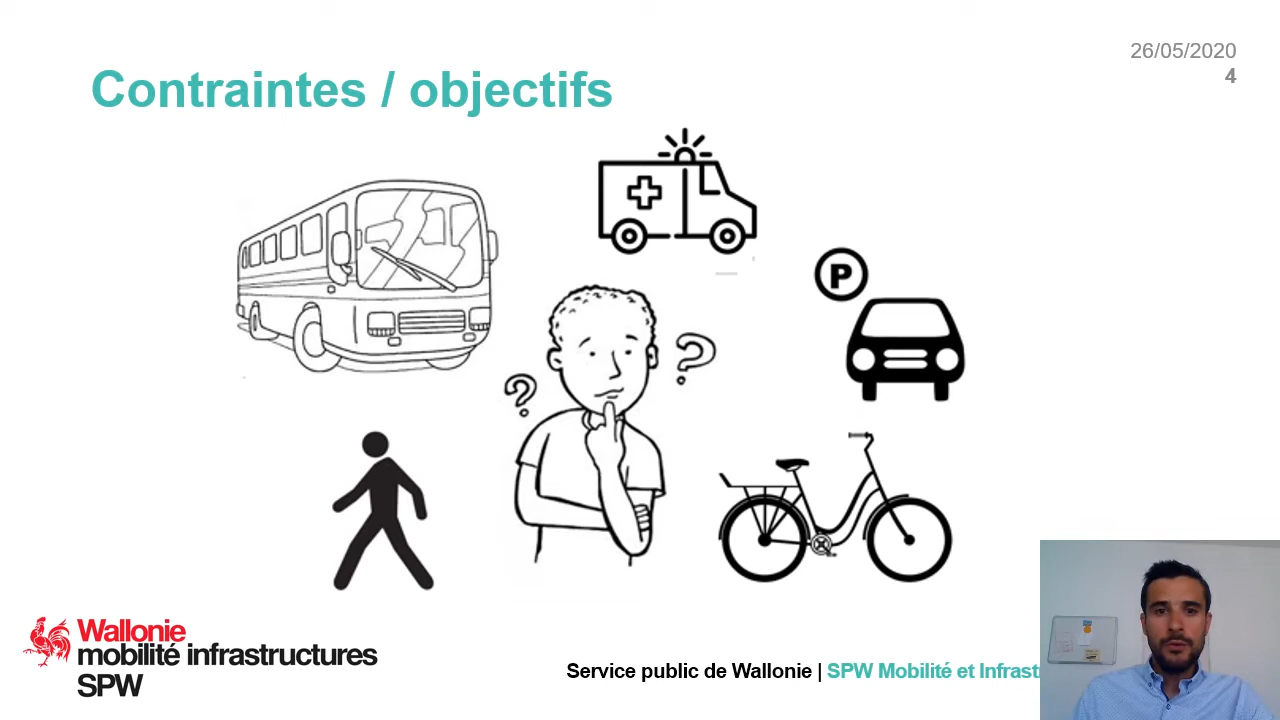 26/05/2020
4
Contraintes / objectifs
P
?
?
Wallonie
mobilité infrastructures
SPW
Service public de Wallonie | SPW Mobilité et Infrast